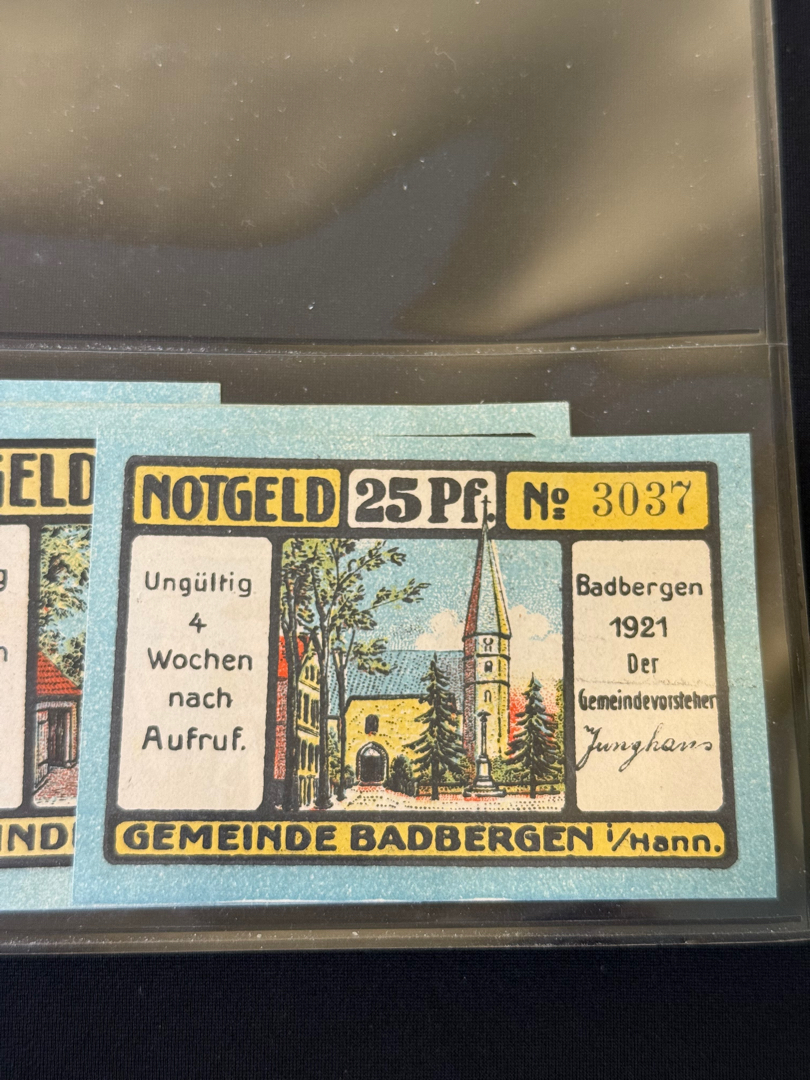 NOTGELD 25 Pf. No 3037
Ungültig
4
Wochen
nach
Aufruf.
Badbergen
1921
Der
Gemeindevorsteher
Junghans
GEMEINDE BADBERGEN i/Hann.